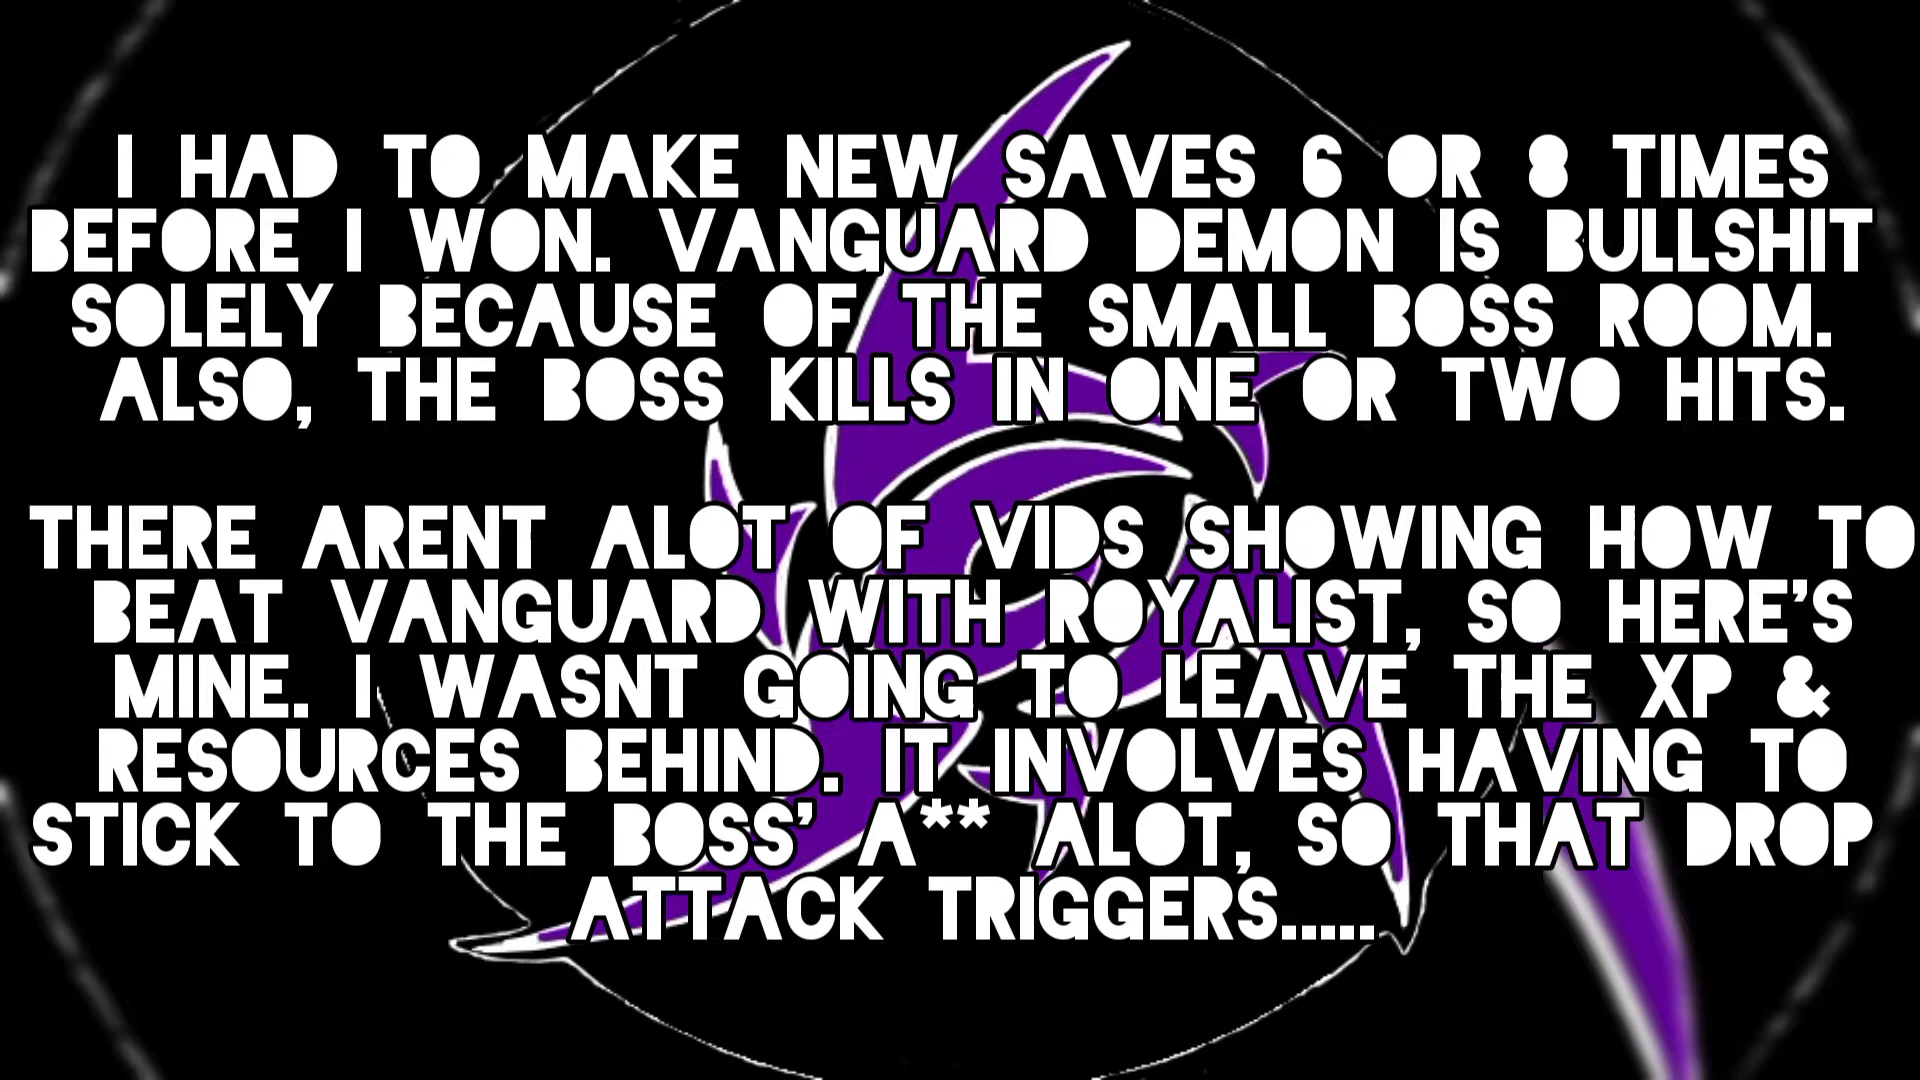 I HAD TO MAKE NEW SAVES 6 OR 8 TIMES
BEFORE I WON. VANGUARD DEMON IS BULLSHIT
SOLELY BECAUSE OF THE SMALL BOSS ROOM.
ALSO, THE BOSS KILLS IN ONE OR TWO HITS.
THERE ARENT ALOT OF VIDS SHOWING HOW TO
BEAT VANGUARD WITH ROYALIST, SO HERE'S
MINE. I WASNT GOING TO LEAVE THE XP &
RESOURCES BEHIND. IT INVOLVES HAVING TO
STICK TO THE BOSS' A** ALOT, SO THAT DROP
ATTACK TRIGGERS.....